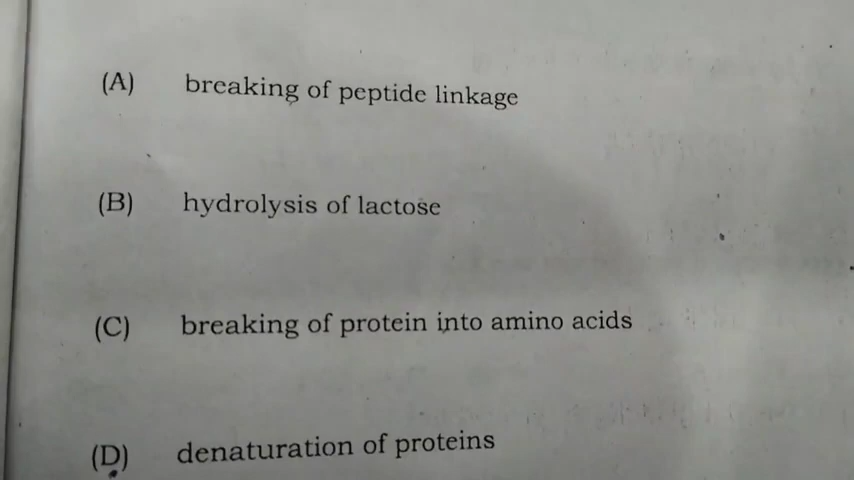 (A) breaking of peptide linkage
(B) hydrolysis of lactose
(C) breaking of protein into amino acids
(D) denaturation of proteins